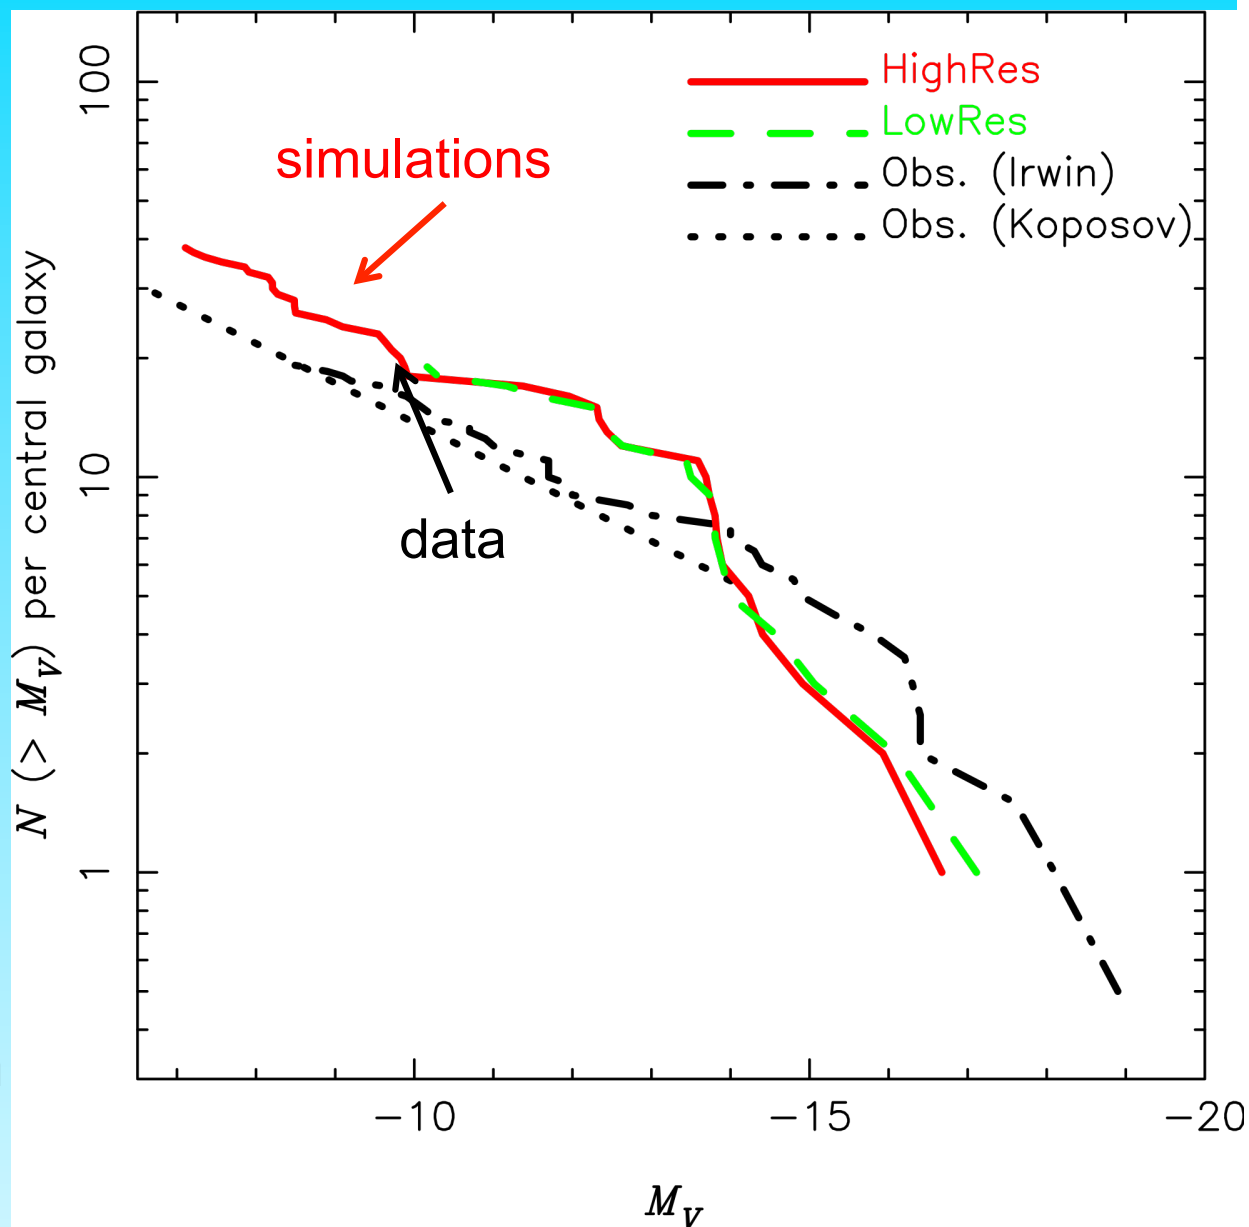 HighRes
LowRes
Obs. (Irwin)
Obs. (Koposov)
simulations
data
100
10
1
N (> M_V) per central galaxy
−10
−15
−20
M_V